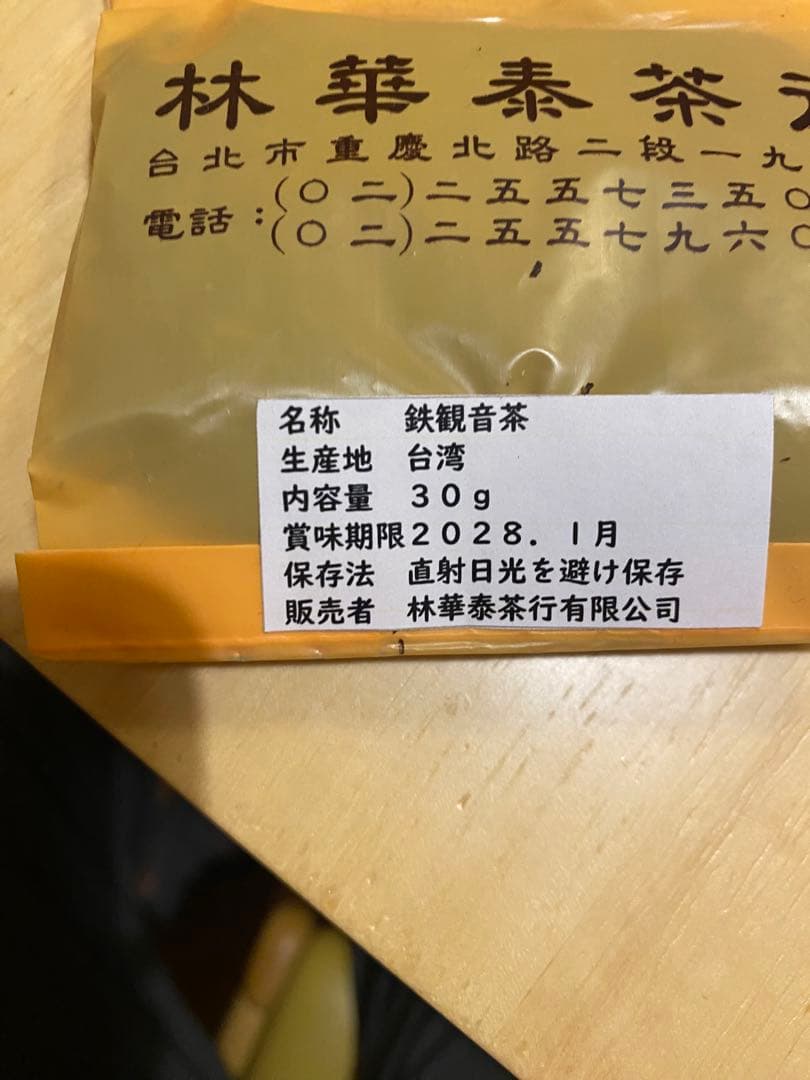 林華泰茶
台北市重慶北路二段一九
(〇二)二五五七三五〇
電話：
(〇二)二五五七九六〇
名称　　鉄観音茶
生産地　台湾
内容量　３０ｇ
賞味期限２０２８．１月
保存法　直射日光を避け保存
販売者　林華泰茶行有限公司